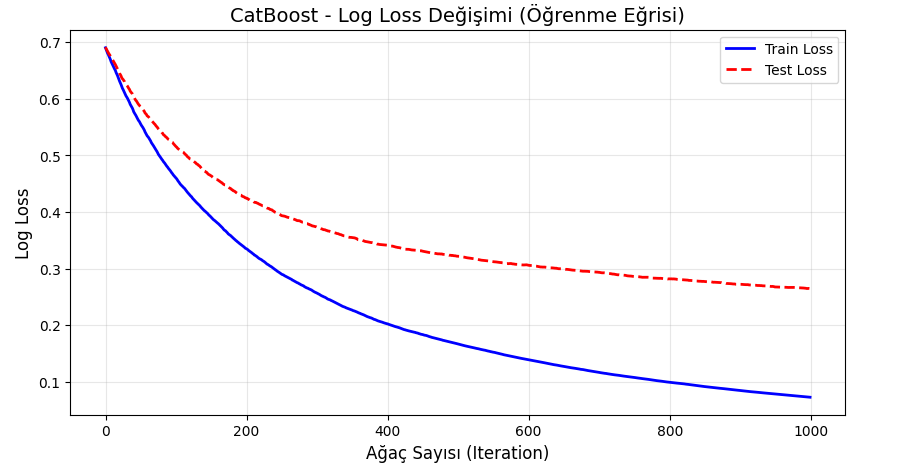 CatBoost - Log Loss Değişimi (Öğrenme Eğrisi)
Train Loss
Test Loss
Log Loss
0.7
0.6
0.5
0.4
0.3
0.2
0.1
0 200 400 600 800 1000
Ağaç Sayısı (Iteration)